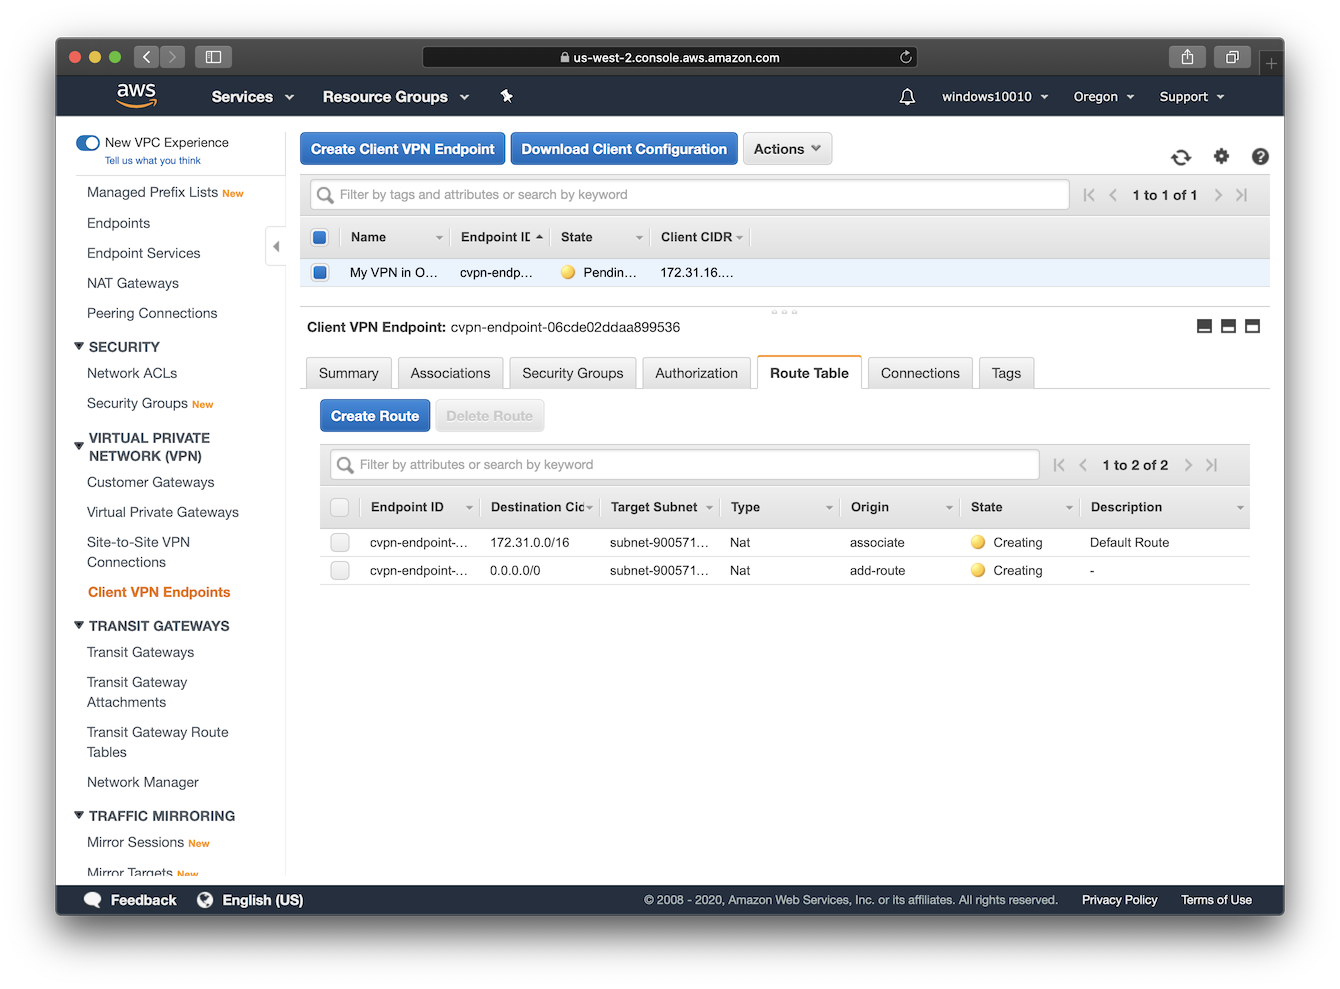 us-west-2.console.aws.amazon.com
aws
Services
Resource Groups
windows10010
Oregon
Support
New VPC Experience
Tell us what you think
Managed Prefix Lists New
Endpoints
Endpoint Services
NAT Gateways
Peering Connections
SECURITY
Network ACLs
Security Groups New
VIRTUAL PRIVATE
NETWORK (VPN)
Customer Gateways
Virtual Private Gateways
Site-to-Site VPN
Connections
Client VPN Endpoints
TRANSIT GATEWAYS
Transit Gateways
Transit Gateway
Attachments
Transit Gateway Route
Tables
Network Manager
TRAFFIC MIRRORING
Mirror Sessions New
Mirror Targets New
Create Client VPN Endpoint
Download Client Configuration
Actions
Filter by tags and attributes or search by keyword
1 to 1 of 1
Name Endpoint ID State Client CIDR
My VPN in O... cvpn-endp... Pendin... 172.31.16....
Client VPN Endpoint: cvpn-endpoint-06cde02ddaa899536
Summary
Associations
Security Groups
Authorization
Route Table
Connections
Tags
Create Route
Delete Route
Filter by attributes or search by keyword
1 to 2 of 2
Endpoint ID Destination Cid Target Subnet Type Origin State Description
cvpn-endpoint-... 172.31.0.0/16 subnet-900571... Nat associate Creating Default Route
cvpn-endpoint-... 0.0.0.0/0 subnet-900571... Nat add-route Creating -
Feedback
English (US)
© 2008 - 2020, Amazon Web Services, Inc. or its affiliates. All rights reserved.
Privacy Policy
Terms of Use